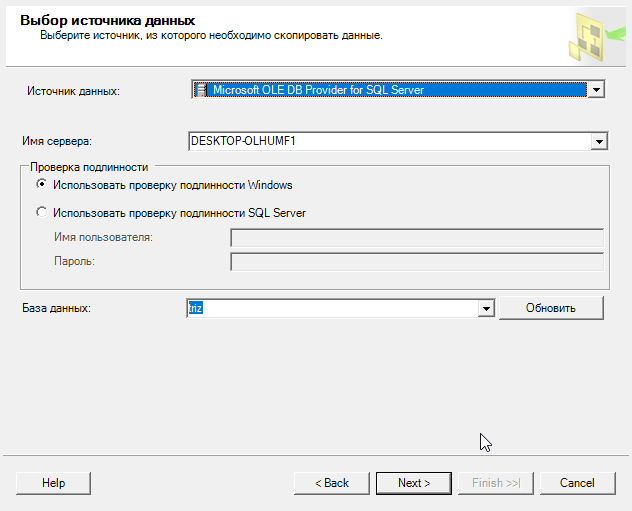 Выбор источника данных
Выберите источник, из которого необходимо скопировать данные.
Источник данных: Microsoft OLE DB Provider for SQL Server
Имя сервера: DESKTOP-OLHUMF1
Проверка подлинности
Использовать проверку подлинности Windows
Использовать проверку подлинности SQL Server
Имя пользователя:
Пароль:
База данных: triz Обновить
Help < Back Next > Finish >>| Cancel